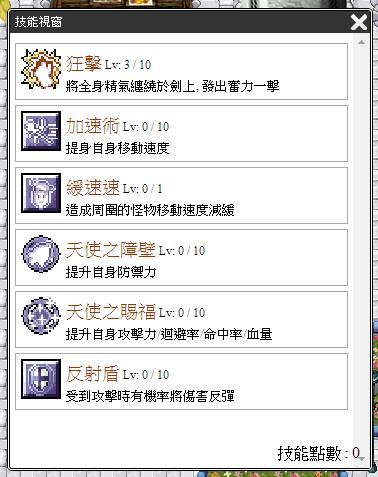 技能視窗
狂擊 Lv: 3 / 10
將全身精氣纏繞於劍上, 發出奮力一擊
加速術 Lv: 0 / 10
提身自身移動速度
緩速速 Lv: 0 / 1
造成周圍的怪物移動速度減緩
天使之障壁 Lv: 0 / 10
提升自身防禦力
天使之賜福 Lv: 0 / 10
提升自身攻擊力/迴避率/命中率/血量
反射盾 Lv: 0 / 10
受到攻擊時有機率將傷害反彈
技能點數 : 0